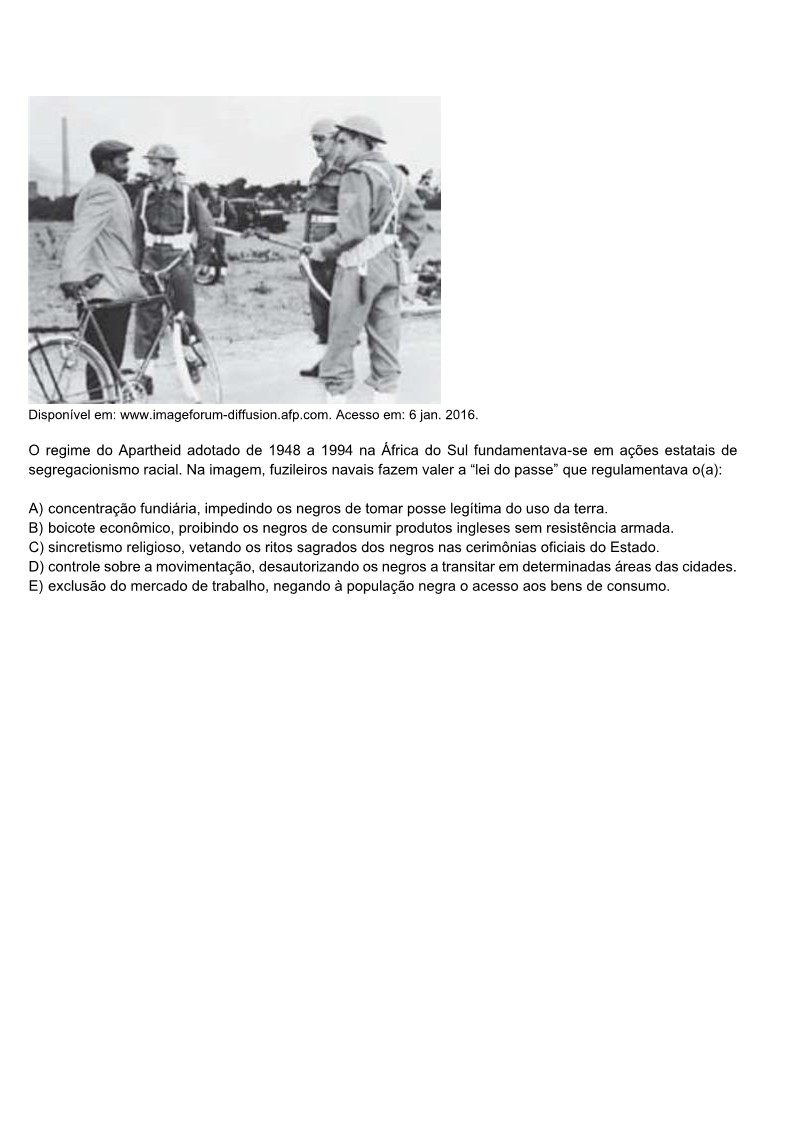 Disponível em: www.imageforum-diffusion.afp.com. Acesso em: 6 jan. 2016.
O regime do Apartheid adotado de 1948 a 1994 na África do Sul fundamentava-se em ações estatais de
segregacionismo racial. Na imagem, fuzileiros navais fazem valer a “lei do passe” que regulamentava o(a):
A) concentração fundiária, impedindo os negros de tomar posse legítima do uso da terra.
B) boicote econômico, proibindo os negros de consumir produtos ingleses sem resistência armada.
C) sincretismo religioso, vetando os ritos sagrados dos negros nas cerimônias oficiais do Estado.
D) controle sobre a movimentação, desautorizando os negros a transitar em determinadas áreas das cidades.
E) exclusão do mercado de trabalho, negando à população negra o acesso aos bens de consumo.